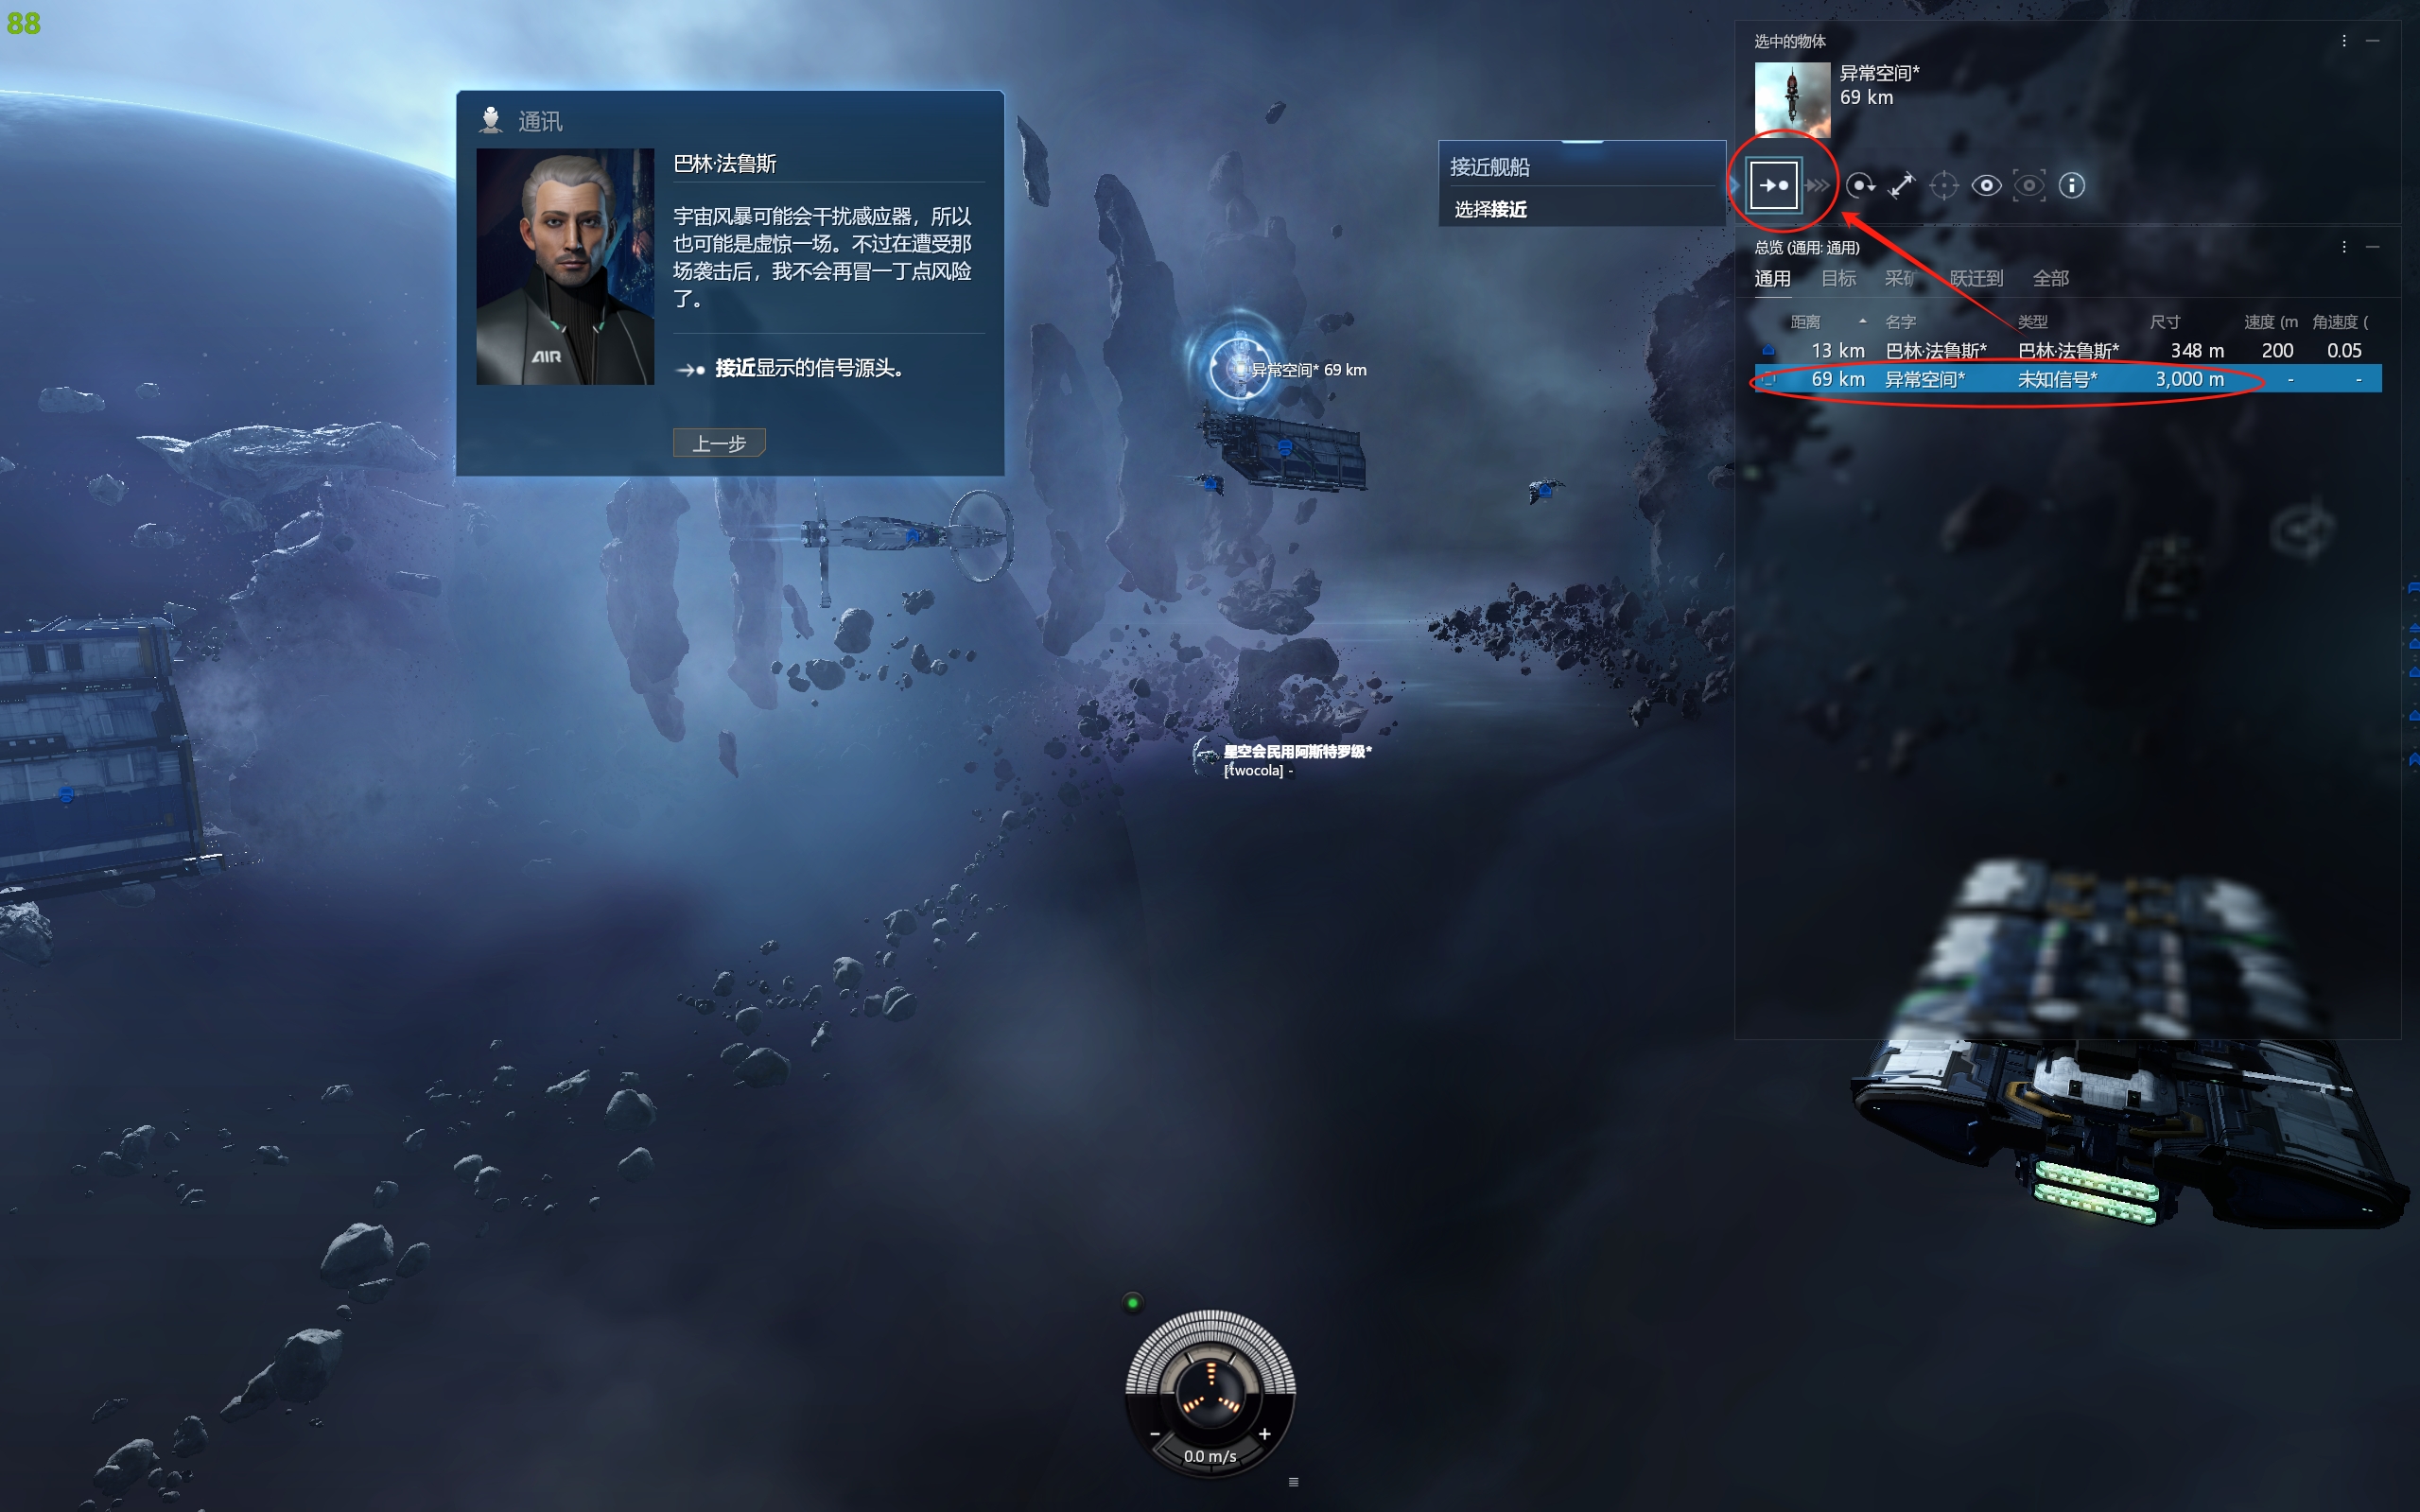 88
通讯
巴林·法鲁斯
宇宙风暴可能会干扰感应器，所以
也可能是虚惊一场。不过在遭受那
场袭击后，我不会再冒一丁点风险
了。
AIR
接近显示的信号源头。
上一步
异常空间* 69 km
星空会民用阿斯特罗级*
[twocola] -
接近舰船
选择接近
选中的物体
异常空间*
69 km
总览 (通用: 通用)
通用 目标 采矿 跃迁到 全部
距离 名字 类型 尺寸 速度 (m 角速度 (
13 km 巴林·法鲁斯* 巴林·法鲁斯* 348 m 200 0.05
69 km 异常空间* 未知信号* 3,000 m - -
- +
0.0 m/s